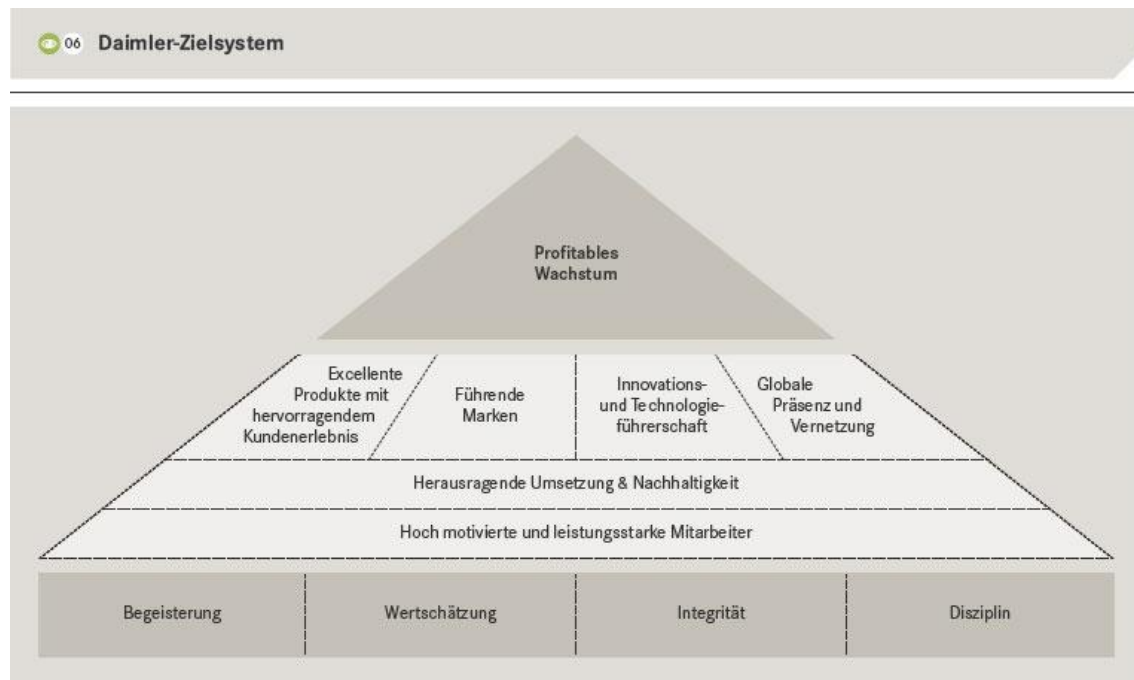 06 Daimler-Zielsystem
Profitables
Wachstum
Excellente
Produkte mit
hervorragendem
Kundenerlebnis
Führende
Marken
Innovations-
und Technologie-
führerschaft
Globale
Präsenz und
Vernetzung
Herausragende Umsetzung & Nachhaltigkeit
Hoch motivierte und leistungsstarke Mitarbeiter
Begeisterung
Wertschätzung
Integrität
Disziplin